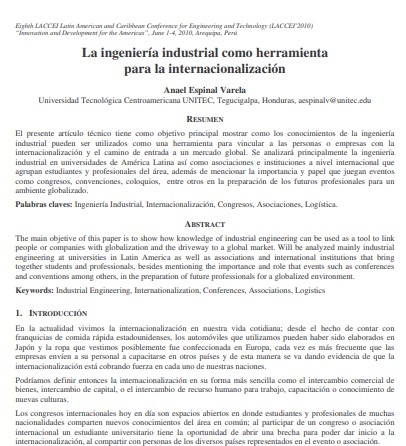 Eighth LACCEI Latin American and Caribbean Conference for Engineering and Technology (LACCEI'2010)
"Innovation and Development for the Americas", June 1-4, 2010, Arequipa, Perú
La ingeniería industrial como herramienta
para la internacionalización
Anael Espinal Varela
Universidad Tecnológica Centroamericana UNITEC, Tegucigalpa, Honduras, aespinalv@unitec.edu
RESUMEN
El presente artículo técnico tiene como objetivo principal mostrar como los conocimientos de la ingeniería
industrial pueden ser utilizados como una herramienta para vincular a las personas o empresas con la
internacionalización y el camino de entrada a un mercado global. Se analizará principalmente la ingeniería
industrial en universidades de América Latina así como asociaciones e instituciones a nivel internacional que
agrupan estudiantes y profesionales del área, además de mencionar la importancia y papel que juegan eventos
como congresos, convenciones, coloquios, entre otros en la preparación de los futuros profesionales para un
ambiente globalizado.
Palabras claves: Ingeniería Industrial, Internacionalización, Congresos, Asociaciones, Logística.
ABSTRACT
The main objetive of this paper is to show how knowledge of industrial engineering can be used as a tool to link
people or companies with globalization and the driveway to a global market. Will be analyzed mainly industrial
engineering at universities in Latin America as well as associations and international institutions that bring
together students and professionals, besides mentioning the importance and role that events such as conferences
and conventions among others, in the preparation of future professionals for a globalized environment.
Keywords: Industrial Engineering, Internationalization, Conferences, Associations, Logistics
1. INTRODUCCIÓN
En la actualidad vivimos la internacionalización en nuestra vida cotidiana; desde el hecho de contar con
franquicias de comida rápida estadounidenses, los automóviles que utilizamos pueden haber sido elaborados en
Japón y la ropa que vestimos posiblemente fue confeccionada en Europa, cada vez es más frecuente que las
empresas envíen a su personal a capacitarse en otros países y de esta manera se va dando evidencia de que la
internacionalización está cobrando fuerza en cada uno de nuestras naciones.
Podríamos definir entonces la internacionalización en su forma más sencilla como el intercambio comercial de
bienes, intercambio de capital, o el intercambio de recurso humano para trabajo, capacitación o conocimiento de
nuevas culturas.
Los congresos internacionales hoy en día son espacios abiertos en donde estudiantes y profesionales de muchas
nacionalidades comparten nuevos conocimientos del área en común; al participar de un congreso o asociación
internacional un estudiante universitario tiene la oportunidad de abrir una brecha para poder dar inicio a la
internacionalización, al compartir con personas de los diversos países representados en el evento o asociación.